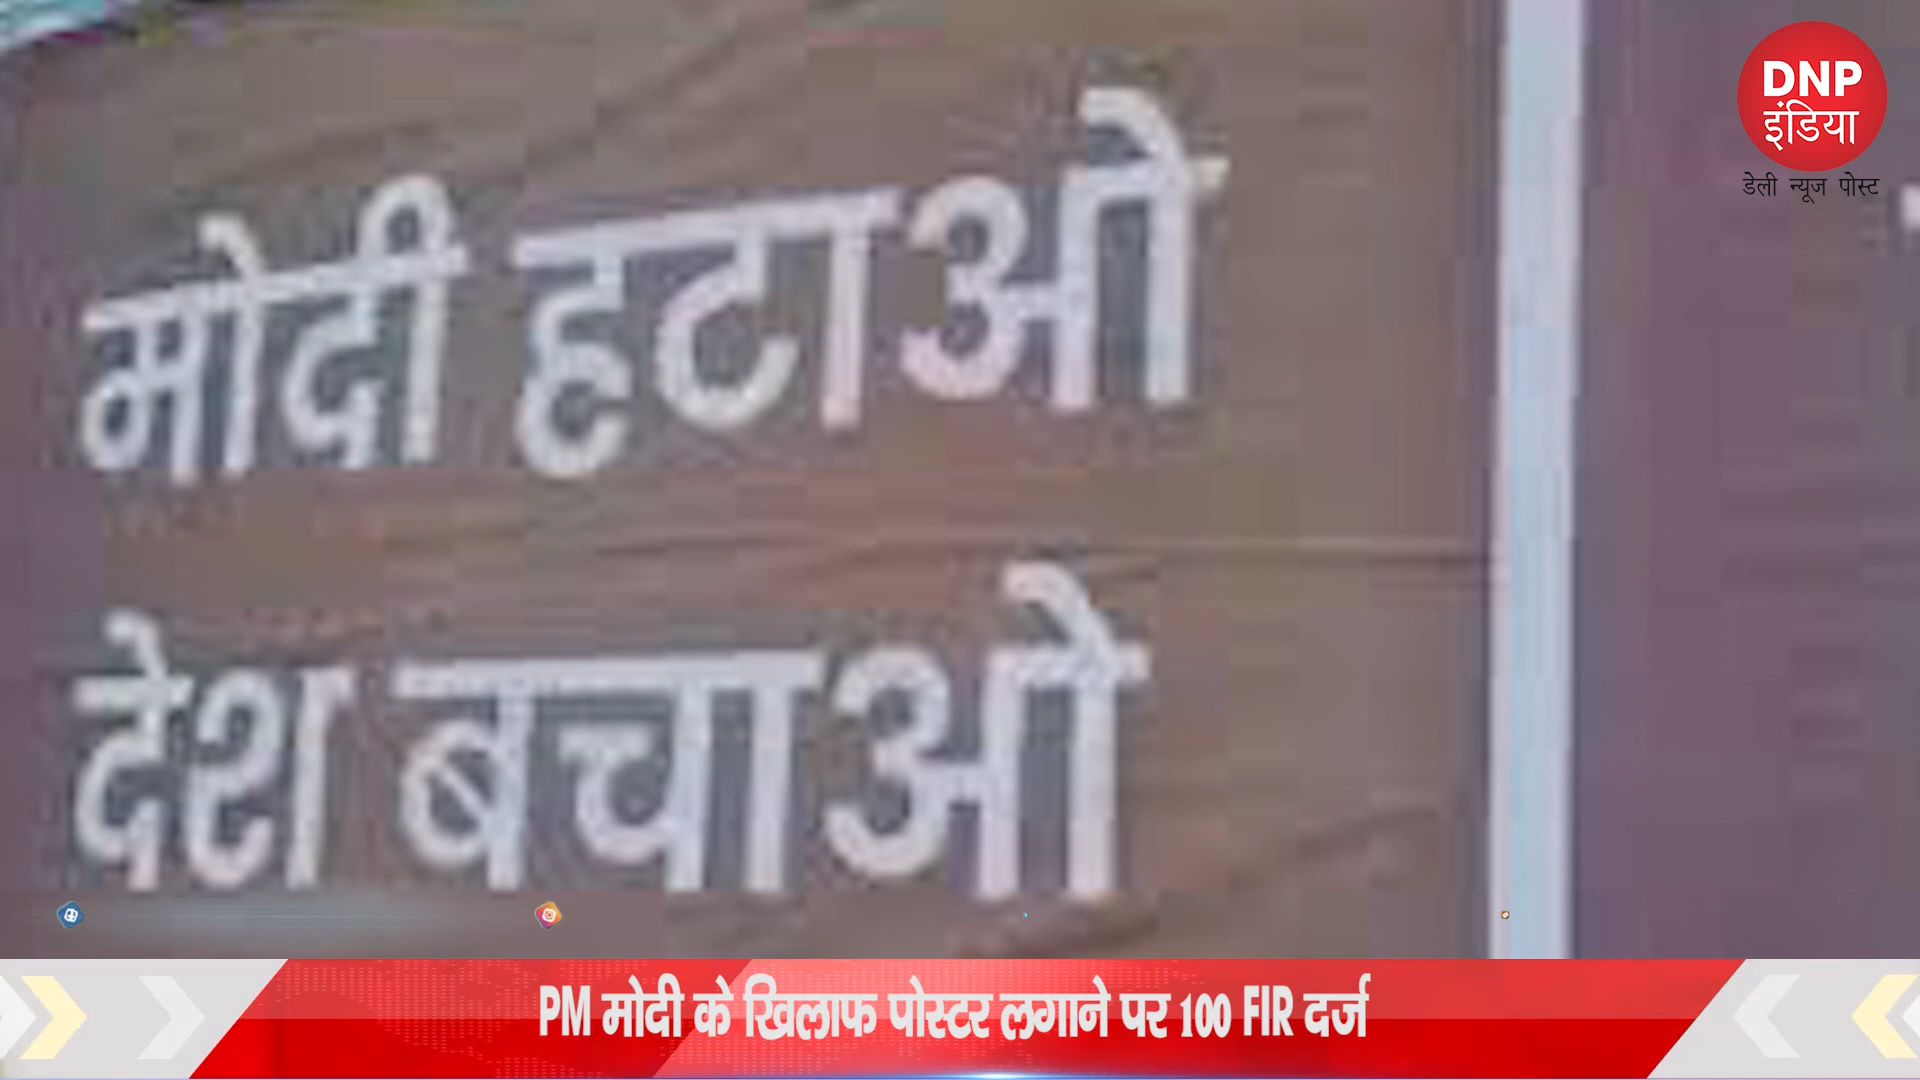 DNP
इंडिया
डेली न्यूज पोस्ट
मोदी हटाओ
देश बचाओ
PM मोदी के खिलाफ पोस्टर लगाने पर 100 FIR दर्ज